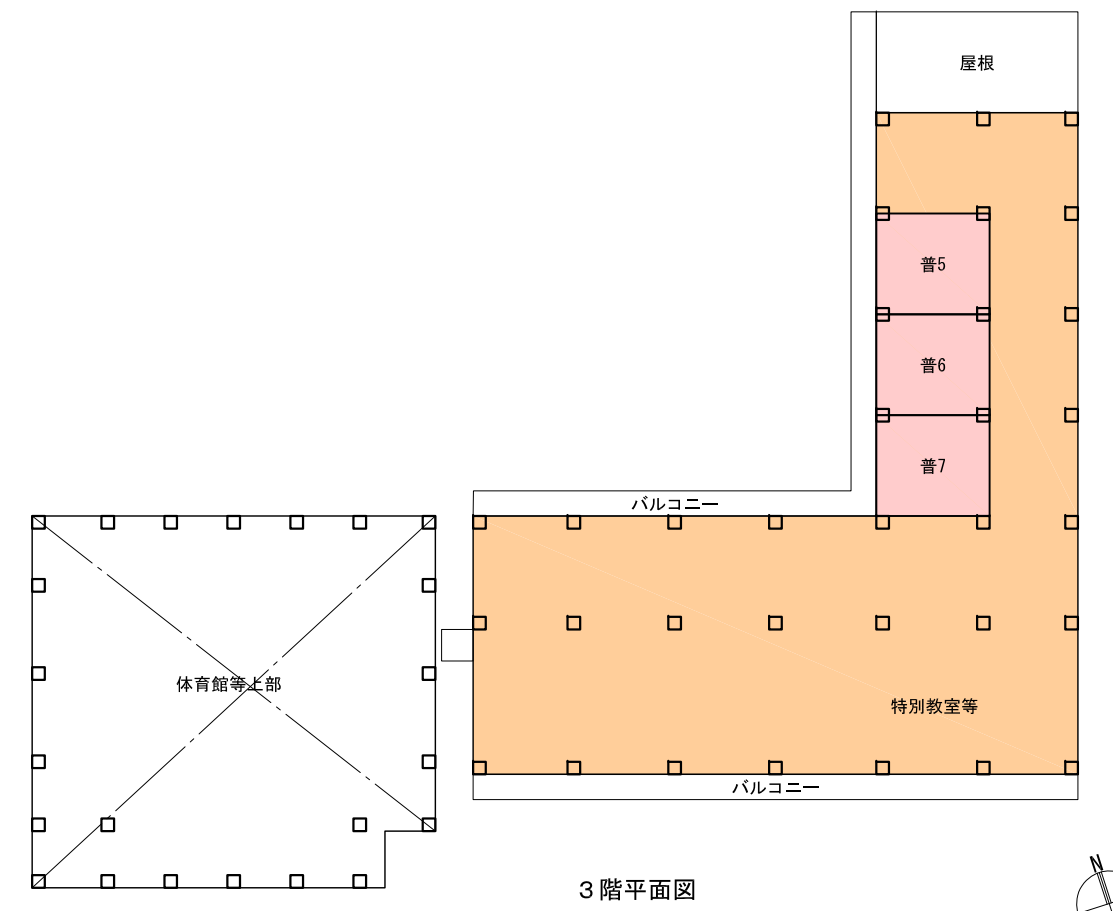 屋根
普5
普6
普7
バルコニー
体育館等上部
特別教室等
バルコニー
3階平面図
N